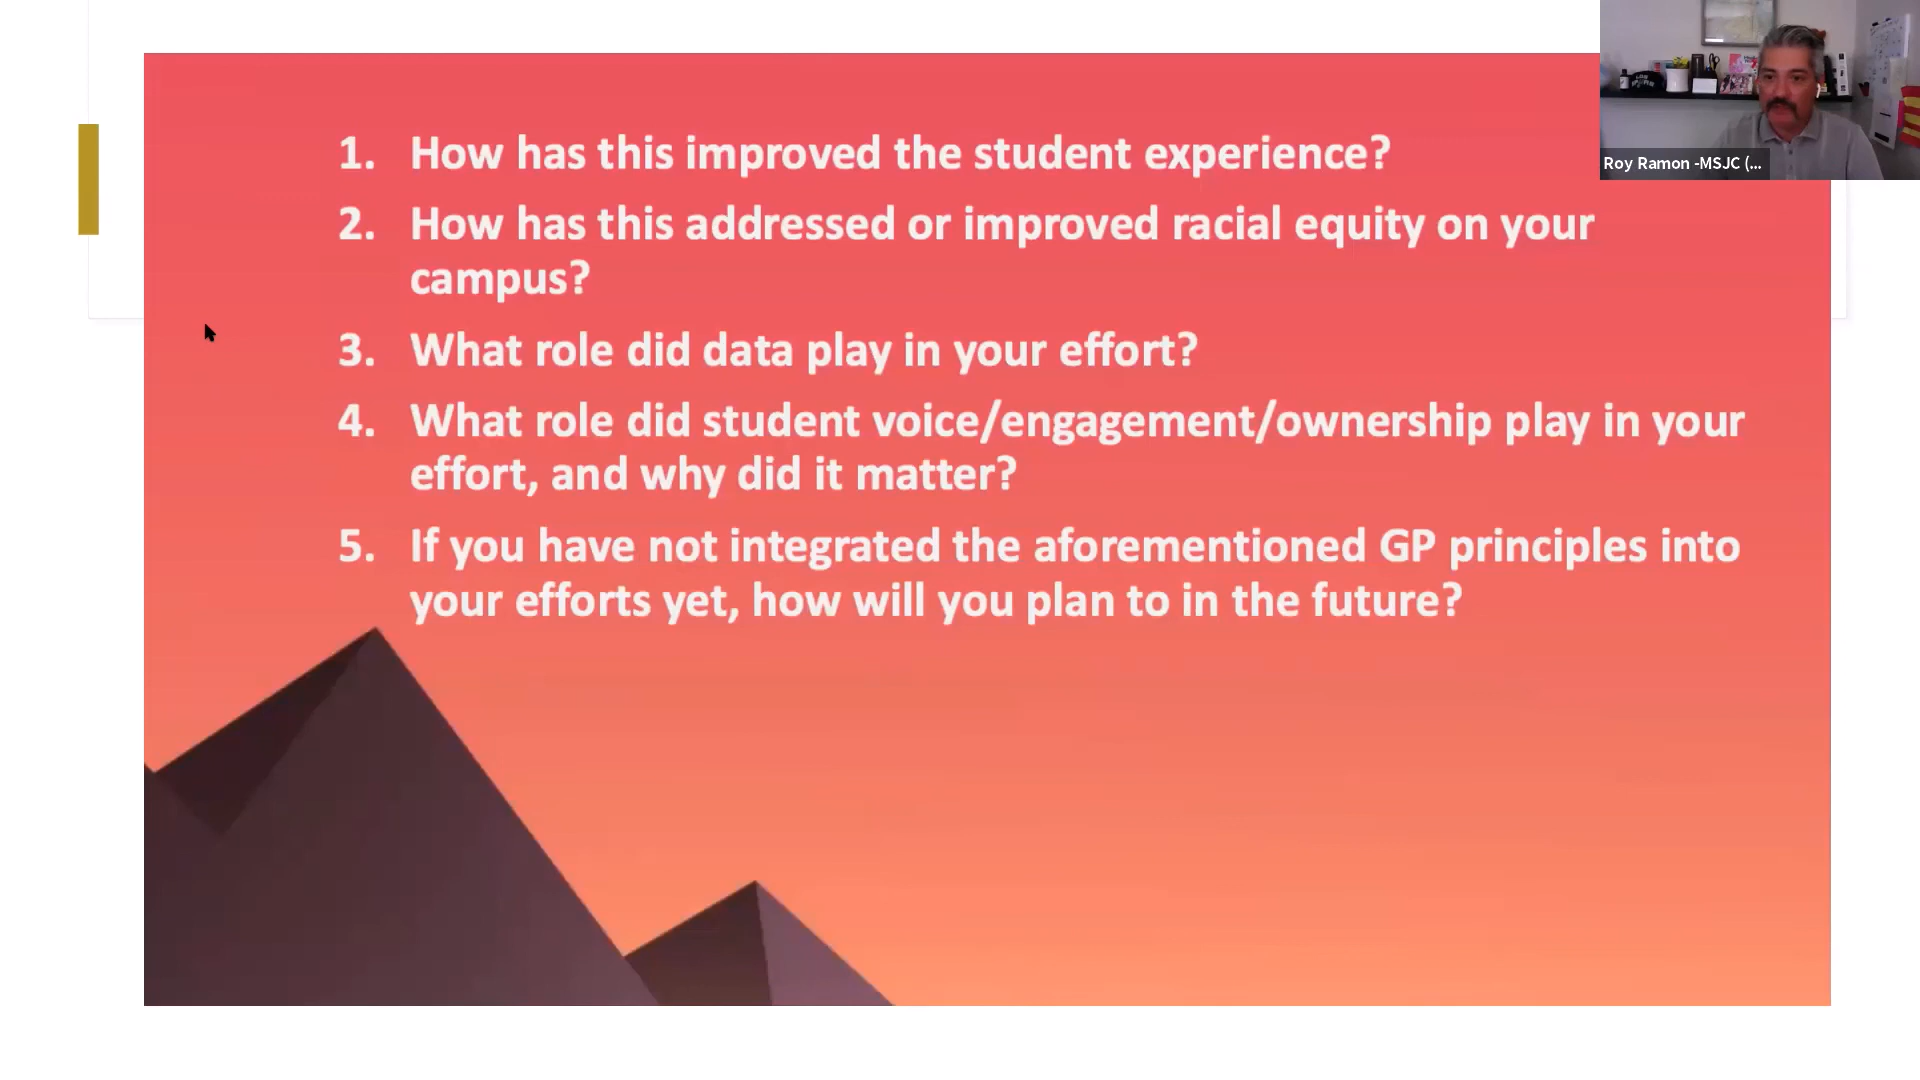 1. How has this improved the student experience?
2. How has this addressed or improved racial equity on your
campus?
3. What role did data play in your effort?
4. What role did student voice/engagement/ownership play in your
effort, and why did it matter?
5. If you have not integrated the aforementioned GP principles into
your efforts yet, how will you plan to in the future?
Roy Ramon -MSJC (...